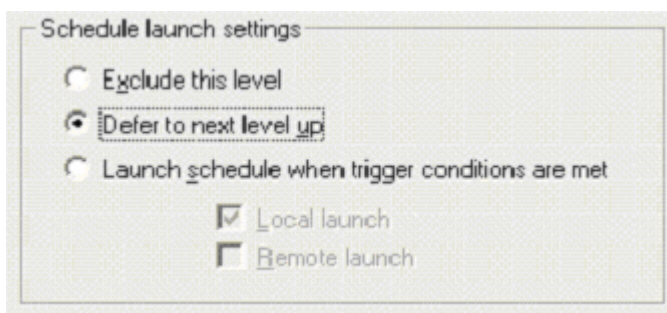 Schedule launch settings
Exclude this level
Defer to next level up
Launch schedule when trigger conditions are met
Local launch
Remote launch